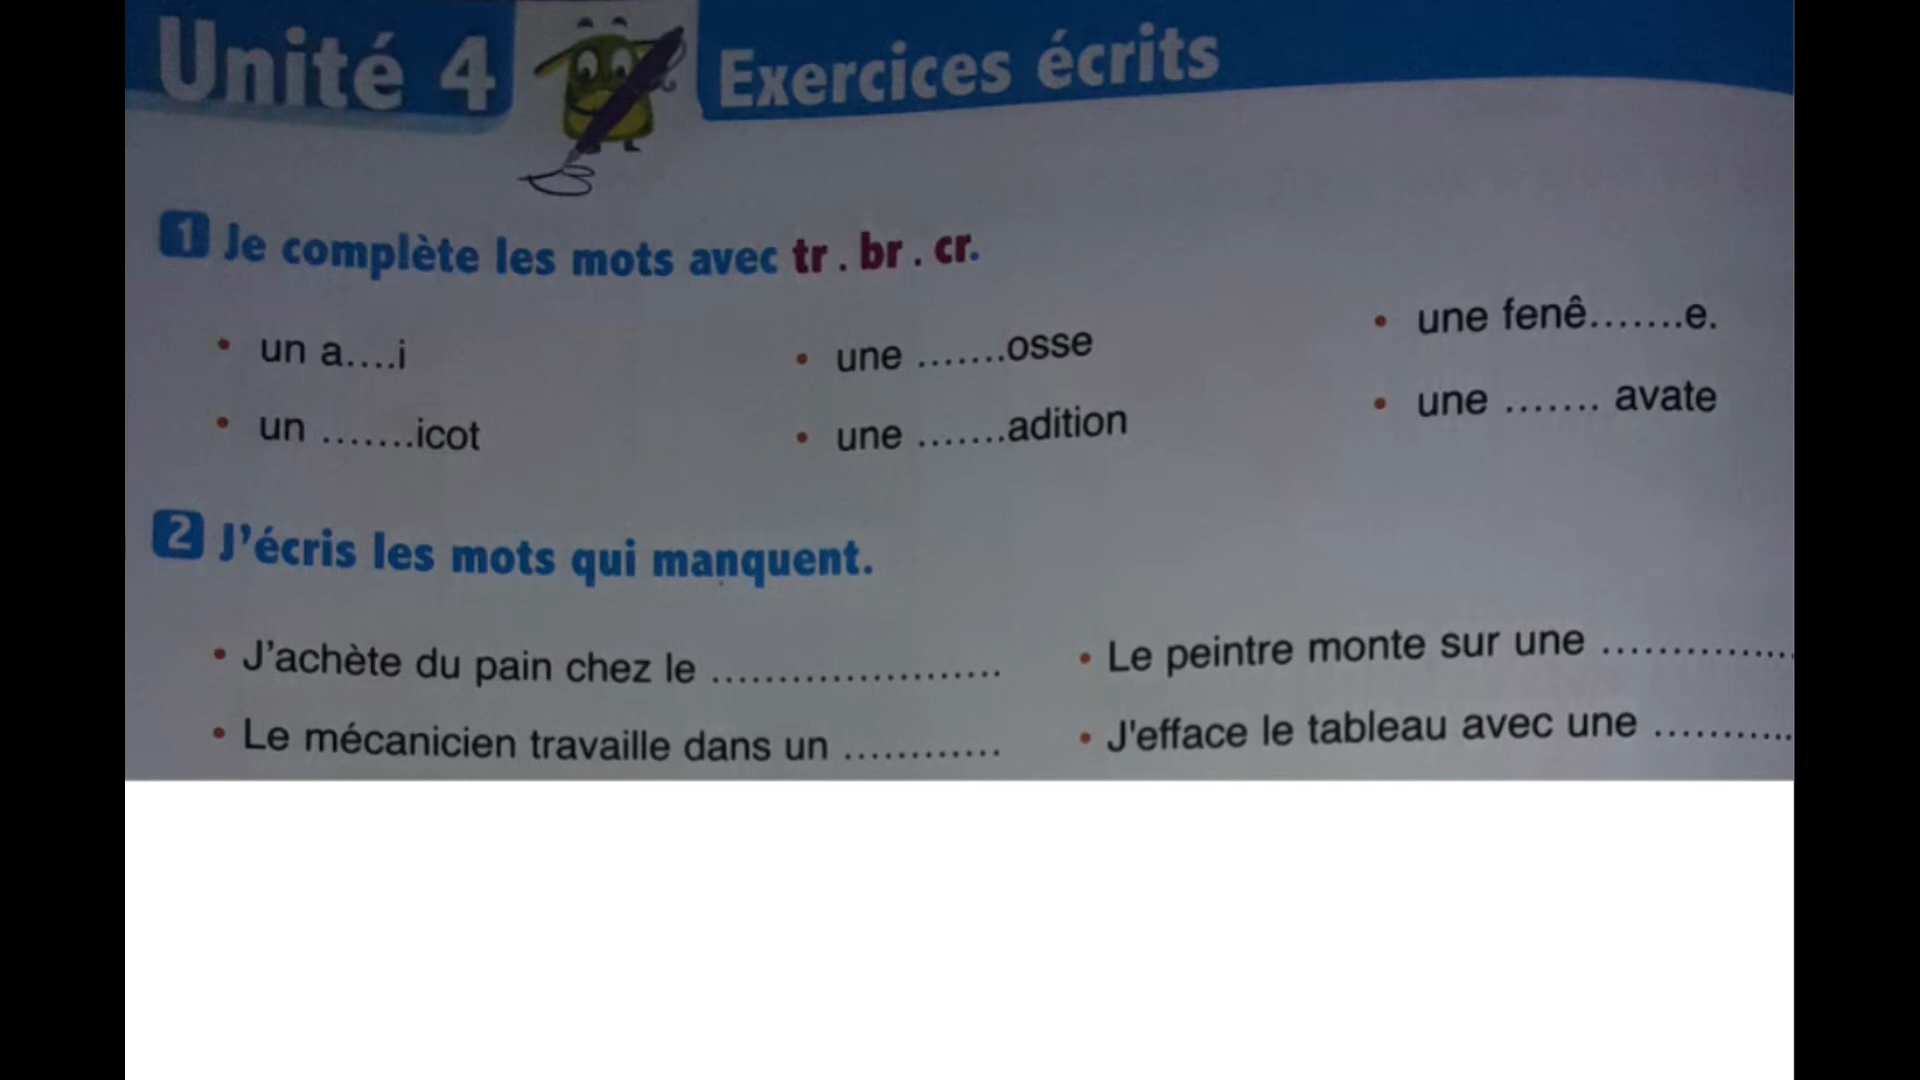 Unité 4 Exercices écrits
1 Je complète les mots avec tr . br . cr.
• un a....i • une .......osse • une fenê.......e.
• un .......icot • une .......adition • une ....... avate
2 J'écris les mots qui manquent.
• J'achète du pain chez le ...................... • Le peintre monte sur une ..............
• Le mécanicien travaille dans un ............ • J'efface le tableau avec une ...........